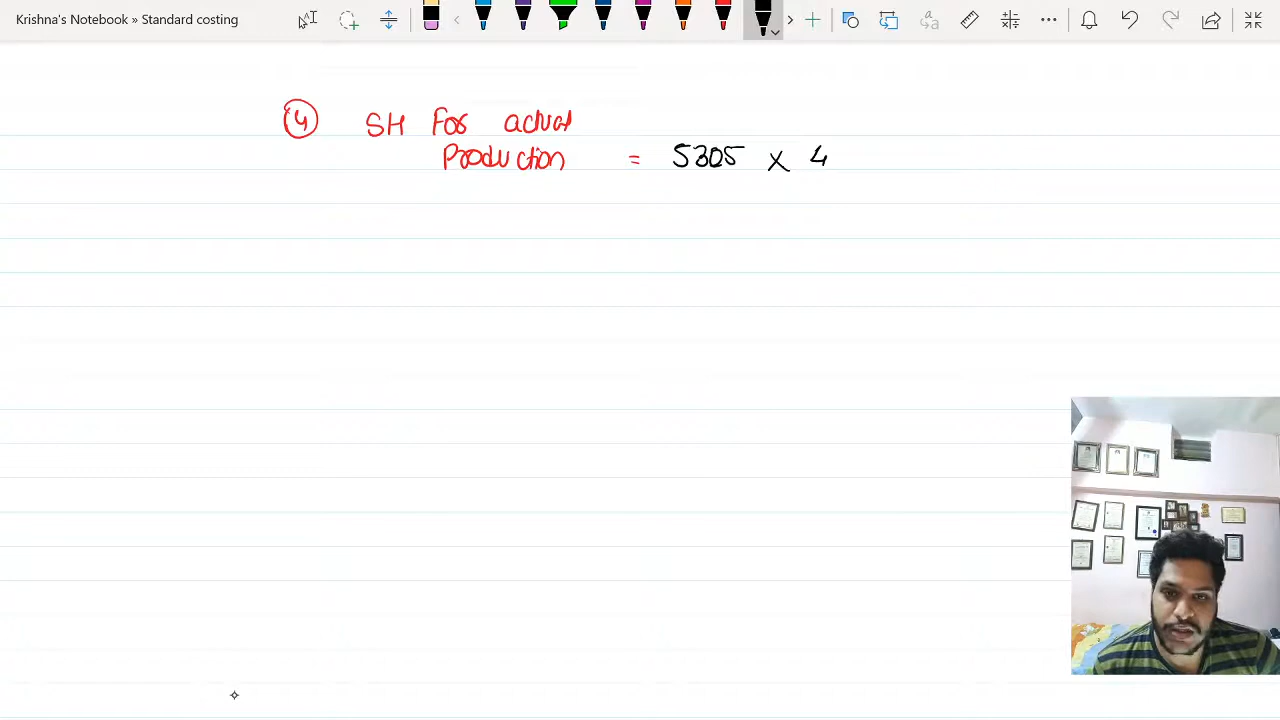 Krishna's Notebook » Standard costing
4 SH For actual
Production = 5305 x 4